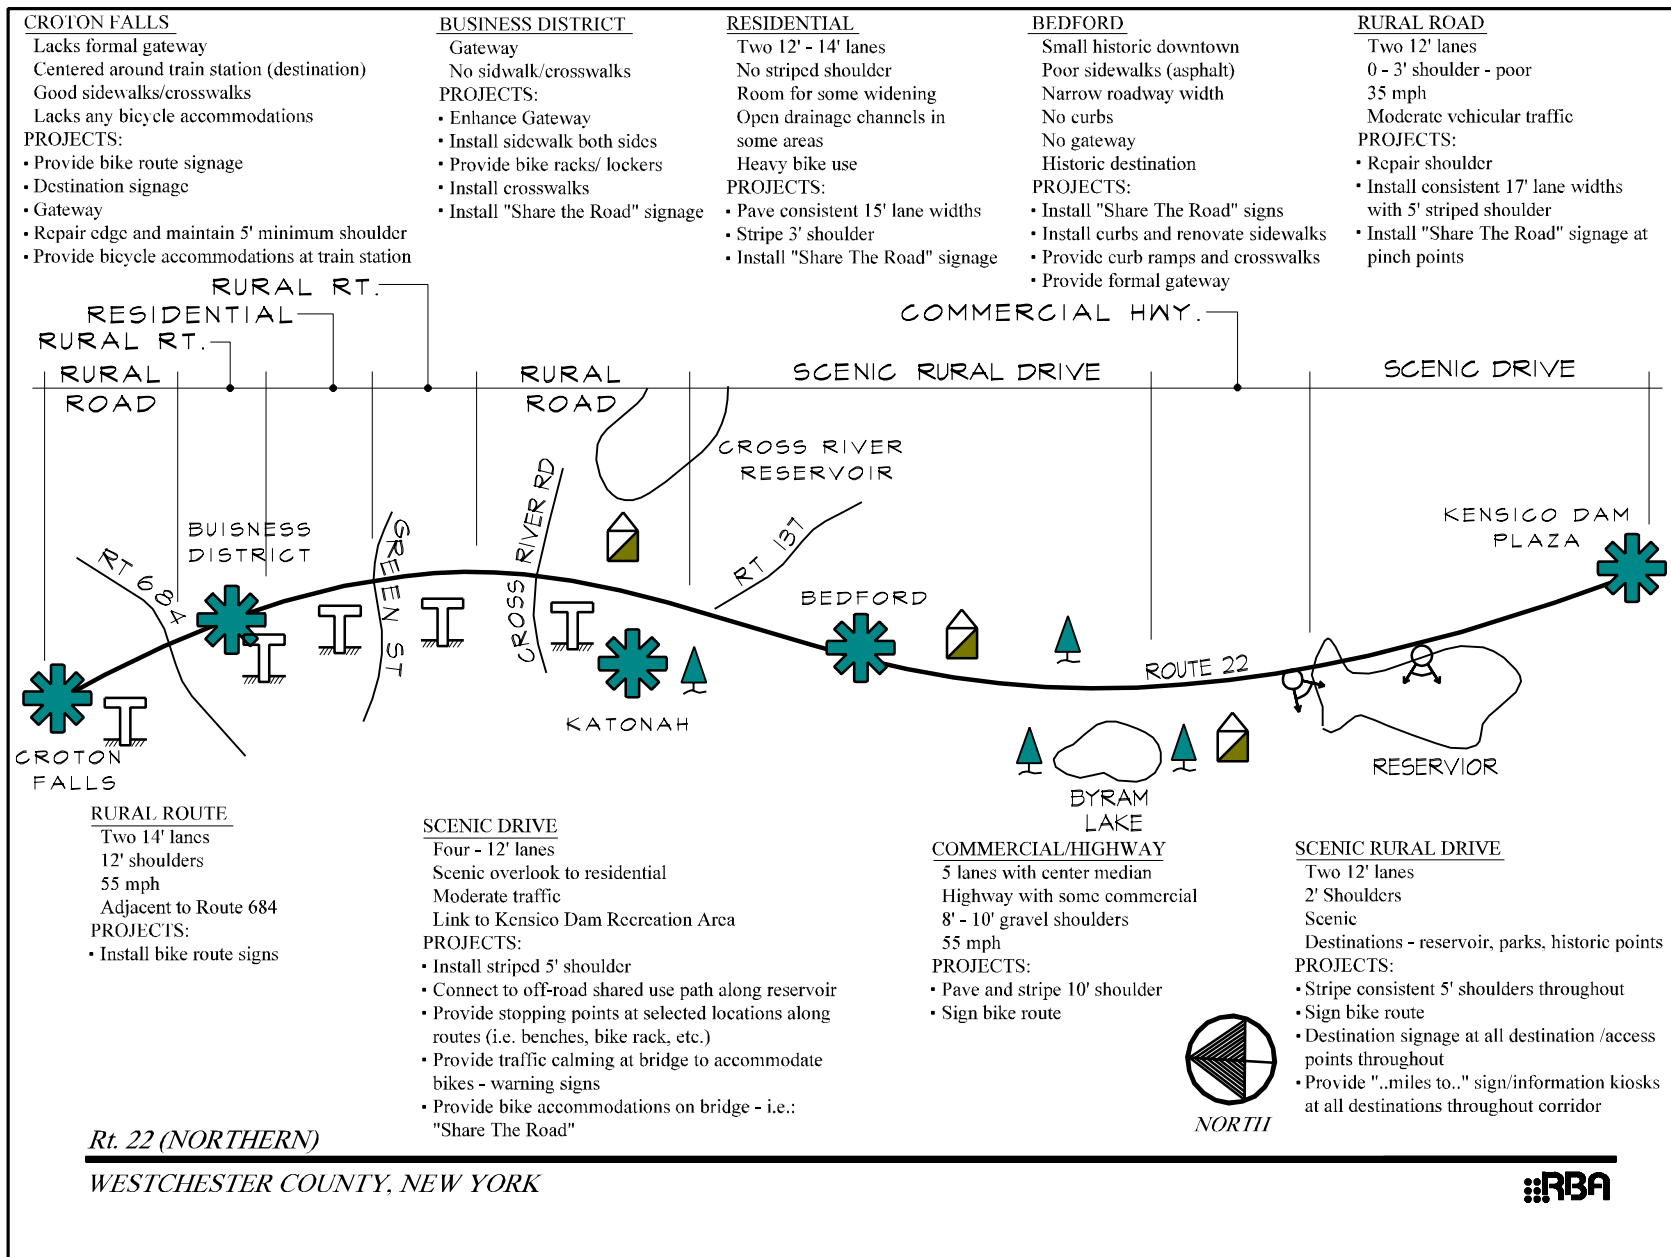 CROTON FALLS
Lacks formal gateway
Centered around train station (destination)
Good sidewalks/crosswalks
Lacks any bicycle accommodations
PROJECTS:
• Provide bike route signage
• Destination signage
• Gateway
• Repair edge and maintain 5' minimum shoulder
• Provide bicycle accommodations at train station
BUSINESS DISTRICT
Gateway
No sidwalk/crosswalks
PROJECTS:
• Enhance Gateway
• Install sidewalk both sides
• Provide bike racks/ lockers
• Install crosswalks
• Install "Share the Road" signage
RESIDENTIAL
Two 12' - 14' lanes
No striped shoulder
Room for some widening
Open drainage channels in
some areas
Heavy bike use
PROJECTS:
• Pave consistent 15' lane widths
• Stripe 3' shoulder
• Install "Share The Road" signage
BEDFORD
Small historic downtown
Poor sidewalks (asphalt)
Narrow roadway width
No curbs
No gateway
Historic destination
PROJECTS:
• Install "Share The Road" signs
• Install curbs and renovate sidewalks
• Provide curb ramps and crosswalks
• Provide formal gateway
RURAL ROAD
Two 12' lanes
0 - 3' shoulder - poor
35 mph
Moderate vehicular traffic
PROJECTS:
• Repair shoulder
• Install consistent 17' lane widths
with 5' striped shoulder
• Install "Share The Road" signage at
pinch points
RURAL RT.
RESIDENTIAL
RURAL RT.
COMMERCIAL HWY.
RURAL
ROAD
RURAL
ROAD
SCENIC RURAL DRIVE
SCENIC DRIVE
CROSS RIVER
RESERVOIR
RT 684
BUISNESS
DISTRICT
GREEN ST
CROSS RIVER RD
RT 137
KENSICO DAM
PLAZA
BEDFORD
ROUTE 22
KATONAH
CROTON
FALLS
BYRAM
LAKE
RESERVIOR
RURAL ROUTE
Two 14' lanes
12' shoulders
55 mph
Adjacent to Route 684
PROJECTS:
• Install bike route signs
SCENIC DRIVE
Four - 12' lanes
Scenic overlook to residential
Moderate traffic
Link to Kensico Dam Recreation Area
PROJECTS:
• Install striped 5' shoulder
• Connect to off-road shared use path along reservoir
• Provide stopping points at selected locations along
routes (i.e. benches, bike rack, etc.)
• Provide traffic calming at bridge to accommodate
bikes - warning signs
• Provide bike accommodations on bridge - i.e.:
"Share The Road"
COMMERCIAL/HIGHWAY
5 lanes with center median
Highway with some commercial
8' - 10' gravel shoulders
55 mph
PROJECTS:
• Pave and stripe 10' shoulder
• Sign bike route
SCENIC RURAL DRIVE
Two 12' lanes
2' Shoulders
Scenic
Destinations - reservoir, parks, historic points
PROJECTS:
• Stripe consistent 5' shoulders throughout
• Sign bike route
• Destination signage at all destination /access
points throughout
• Provide "..miles to.." sign/information kiosks
at all destinations throughout corridor
NORTH
Rt. 22 (NORTHERN)
WESTCHESTER COUNTY, NEW YORK
RBA